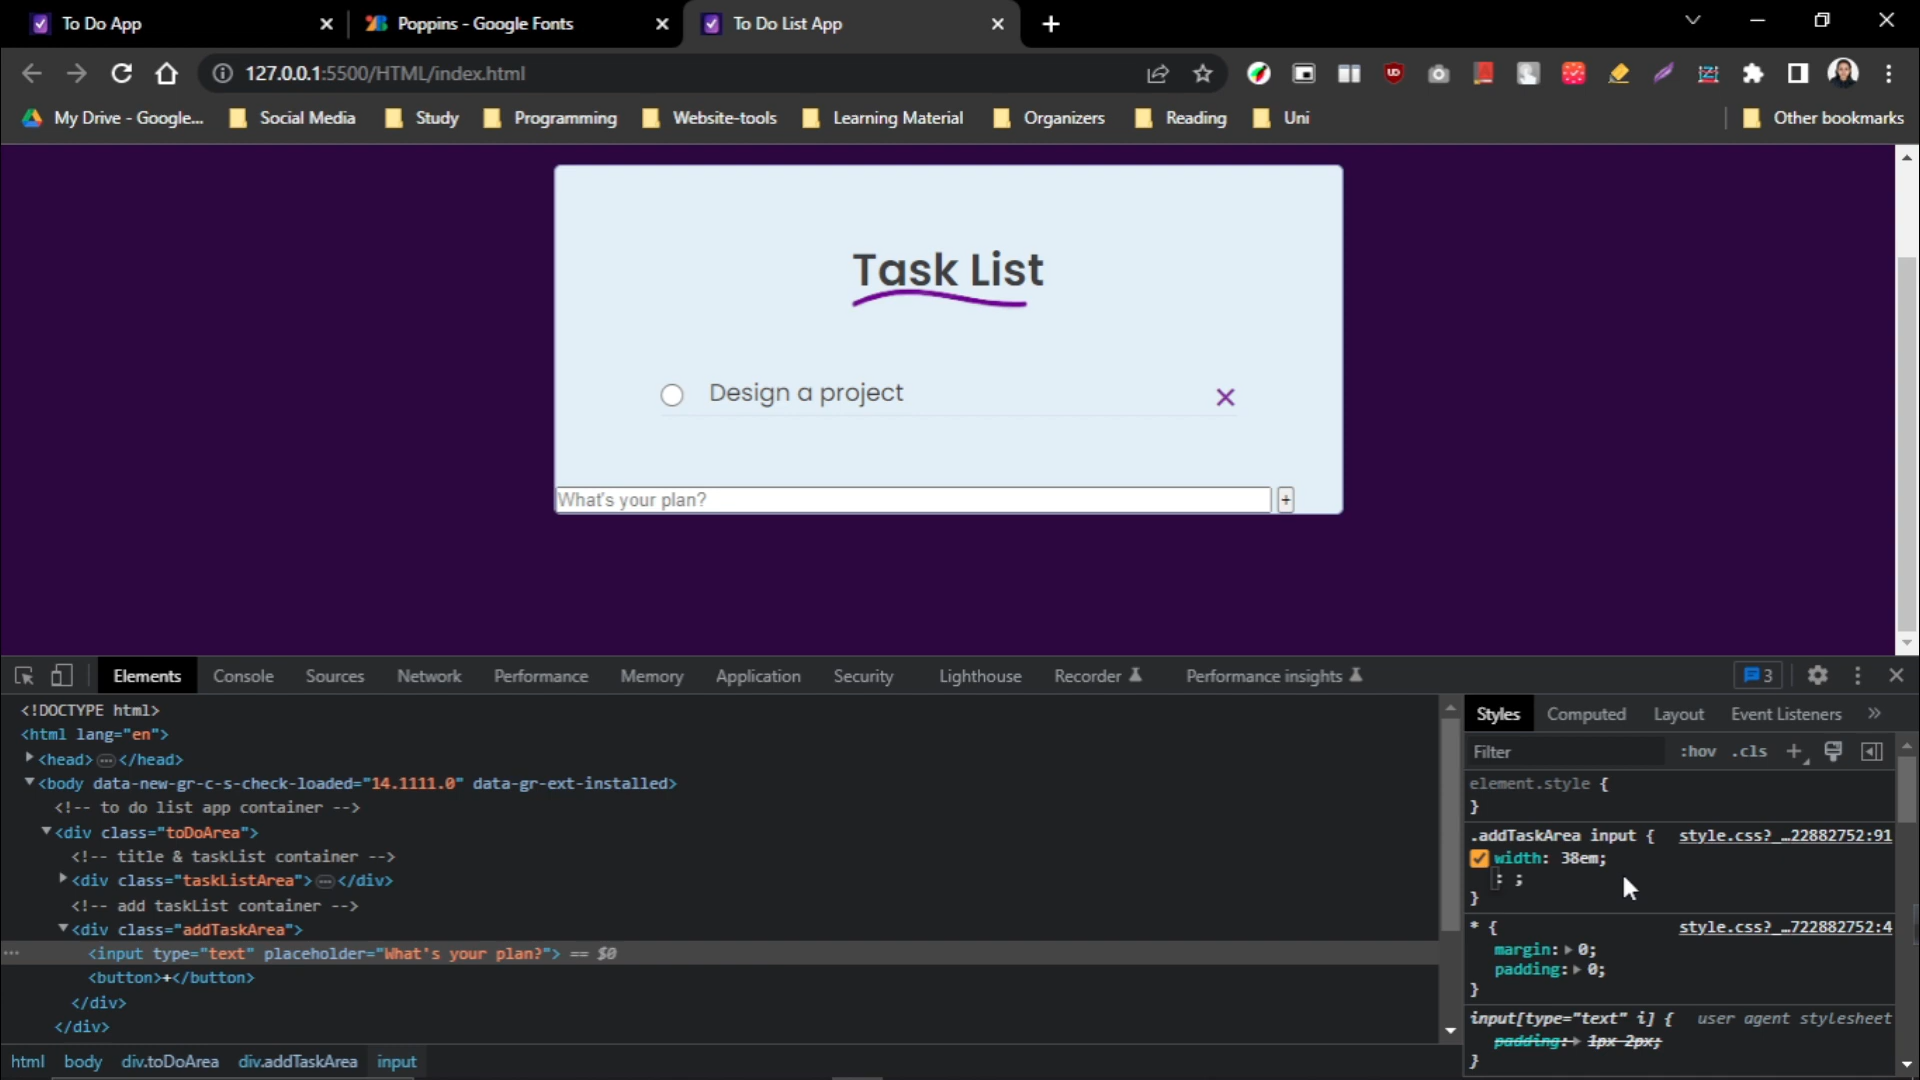 To Do App
Poppins - Google Fonts
To Do List App
127.0.0.1:5500/HTML/index.html
My Drive - Google...
Social Media
Study
Programming
Website-tools
Learning Material
Organizers
Reading
Uni
Other bookmarks
Task List
Design a project
What's your plan?
+
Elements
Console
Sources
Network
Performance
Memory
Application
Security
Lighthouse
Recorder
Performance insights
3
<!DOCTYPE html>
<html lang="en">
<head>…</head>
<body data-new-gr-c-s-check-loaded="14.1111.0" data-gr-ext-installed>
<!-- to do list app container -->
<div class="toDoArea">
<!-- title & taskList container -->
<div class="taskListArea">…</div>
<!-- add taskList container -->
<div class="addTaskArea">
<input type="text" placeholder="What's your plan?"> == $0
<button>+</button>
</div>
</div>
html body div.toDoArea div.addTaskArea input
Styles
Computed
Layout
Event Listeners
Filter
:hov .cls
element.style {
}
.addTaskArea input { style.css?_…22882752:91
width: 38em;
: ;
}
* { style.css?_…722882752:4
margin: 0;
padding: 0;
}
input[type="text" i] { user agent stylesheet
padding: 1px 2px;
}